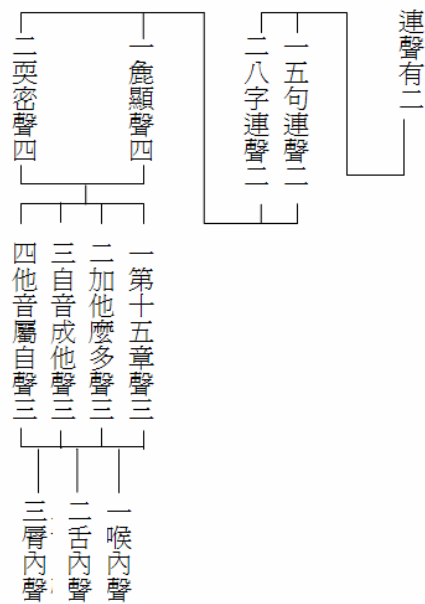 連聲有二
一五句連聲二
二八字連聲二
一麁顯聲四
二耎密聲四
一第十五章聲三
二加他麼多聲三
三自音成他聲三
四他音屬自聲三
一喉內聲
二舌內聲
三脣內聲